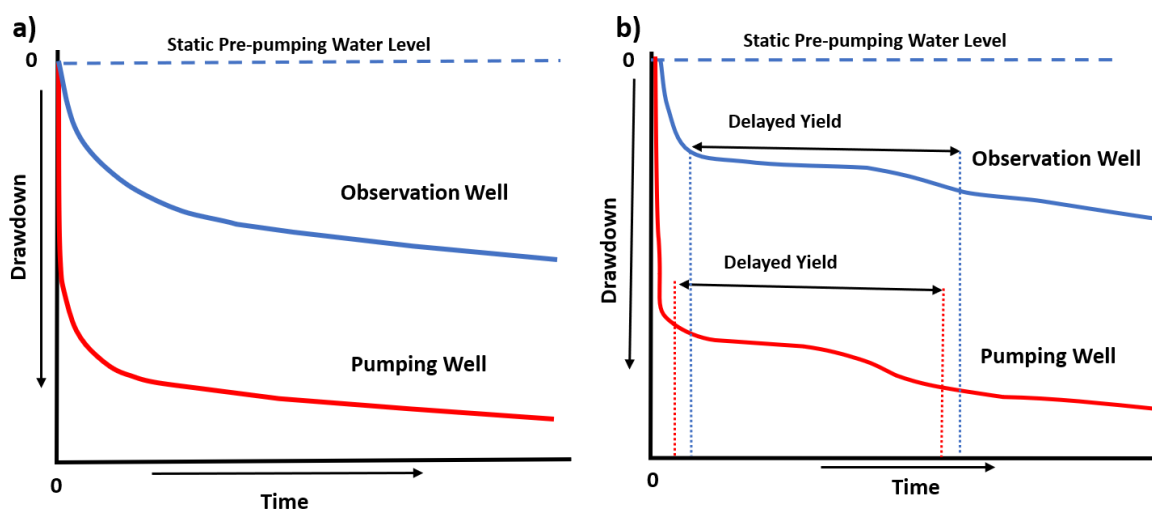 a)
Static Pre-pumping Water Level
0
Drawdown
Observation Well
Pumping Well
0
Time
b)
Static Pre-pumping Water Level
0
Delayed Yield
Observation Well
Drawdown
Delayed Yield
Pumping Well
0
Time